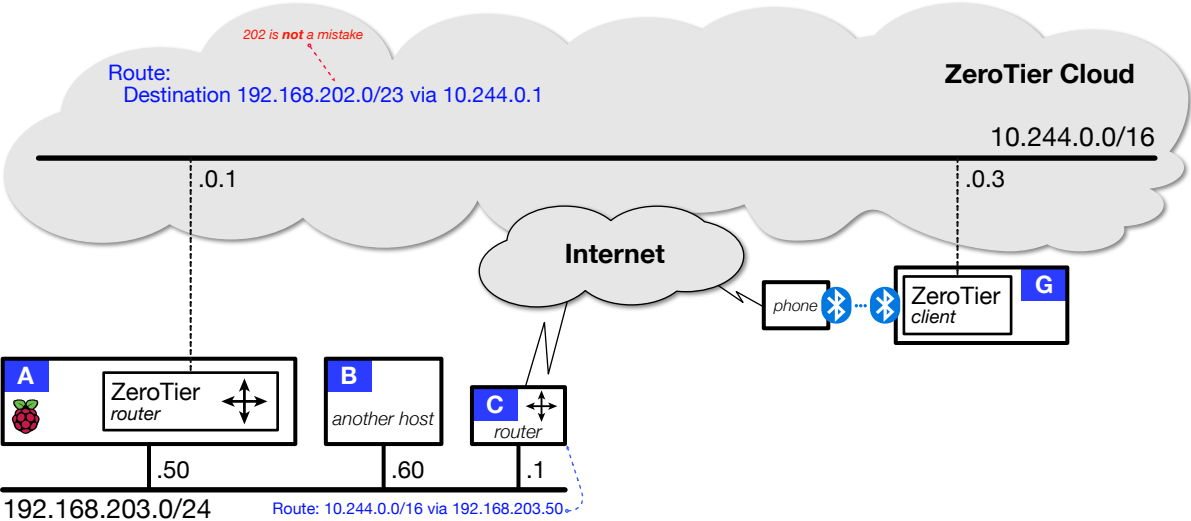 202 is not a mistake
Route:
Destination 192.168.202.0/23 via 10.244.0.1
ZeroTier Cloud
10.244.0.0/16
.0.1
.0.3
Internet
phone
ZeroTier
client
G
A
ZeroTier
router
B
another host
C
router
.50
.60
.1
192.168.203.0/24
Route: 10.244.0.0/16 via 192.168.203.50